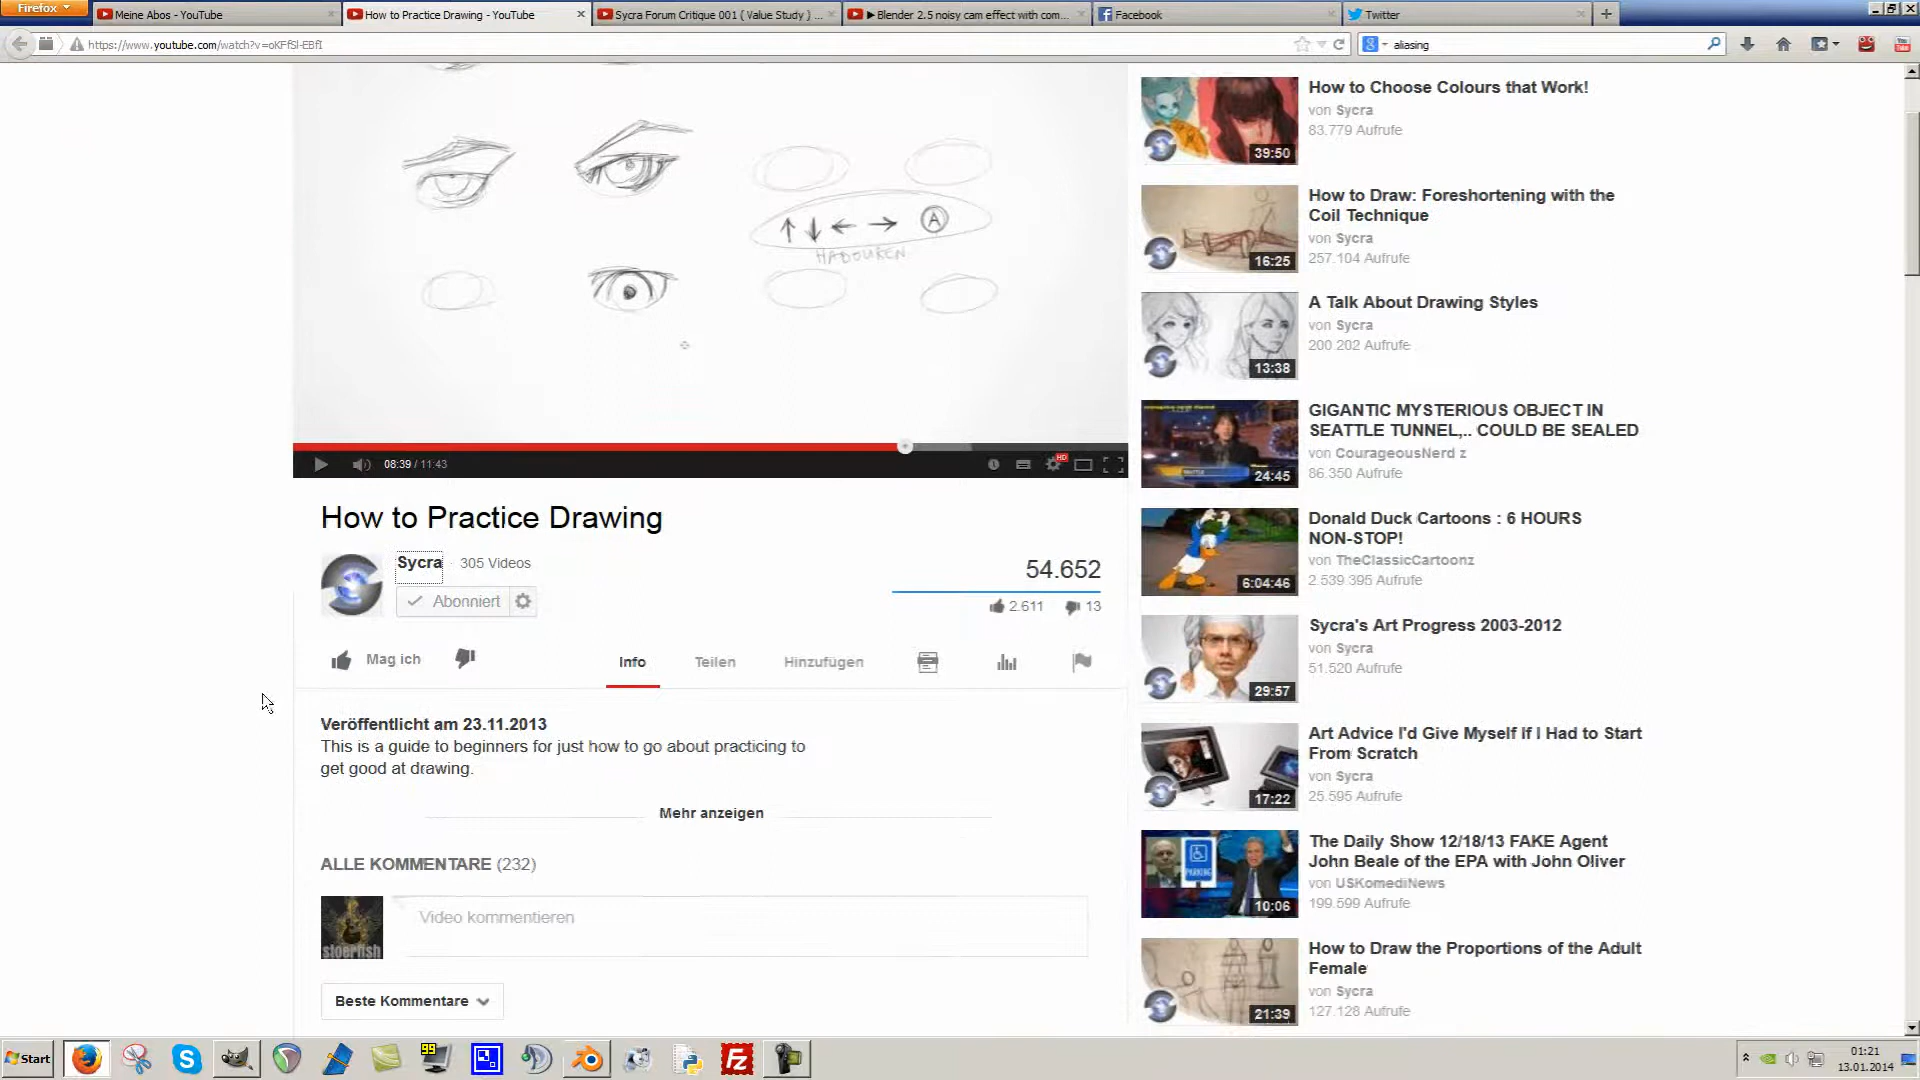 Firefox
Meine Abos - YouTube
How to Practice Drawing - YouTube
Sycra Forum Critique 001 { Value Study } ...
▶ Blender 2.5 noisy cam effect with com...
Facebook
Twitter
https://www.youtube.com/watch?v=oKFfSl-EBfI
aliasing
A
HADOUKEN
08:39 / 11:43
HD
How to Practice Drawing
Sycra
305 Videos
Abonniert
54.652
2.611
13
Mag ich
Info
Teilen
Hinzufügen
Veröffentlicht am 23.11.2013
This is a guide to beginners for just how to go about practicing to
get good at drawing.
Mehr anzeigen
ALLE KOMMENTARE (232)
stoerfish
Video kommentieren
Beste Kommentare
39:50
How to Choose Colours that Work!
von Sycra
83.779 Aufrufe
16:25
How to Draw: Foreshortening with the
Coil Technique
von Sycra
257.104 Aufrufe
13:38
A Talk About Drawing Styles
von Sycra
200 202 Aufrufe
24:45
GIGANTIC MYSTERIOUS OBJECT IN
SEATTLE TUNNEL,.. COULD BE SEALED
von CourageousNerd z
86.350 Aufrufe
6:04:46
Donald Duck Cartoons : 6 HOURS
NON-STOP!
von TheClassicCartoonz
2.539.395 Aufrufe
29:57
Sycra's Art Progress 2003-2012
von Sycra
51.520 Aufrufe
17:22
Art Advice I'd Give Myself if I Had to Start
From Scratch
von Sycra
25.595 Aufrufe
PARKING
10:06
The Daily Show 12/18/13 FAKE Agent
John Beale of the EPA with John Oliver
von USKomediNews
199.599 Aufrufe
21:39
How to Draw the Proportions of the Adult
Female
von Sycra
127.128 Aufrufe
Start
99
01:21
13.01.2014